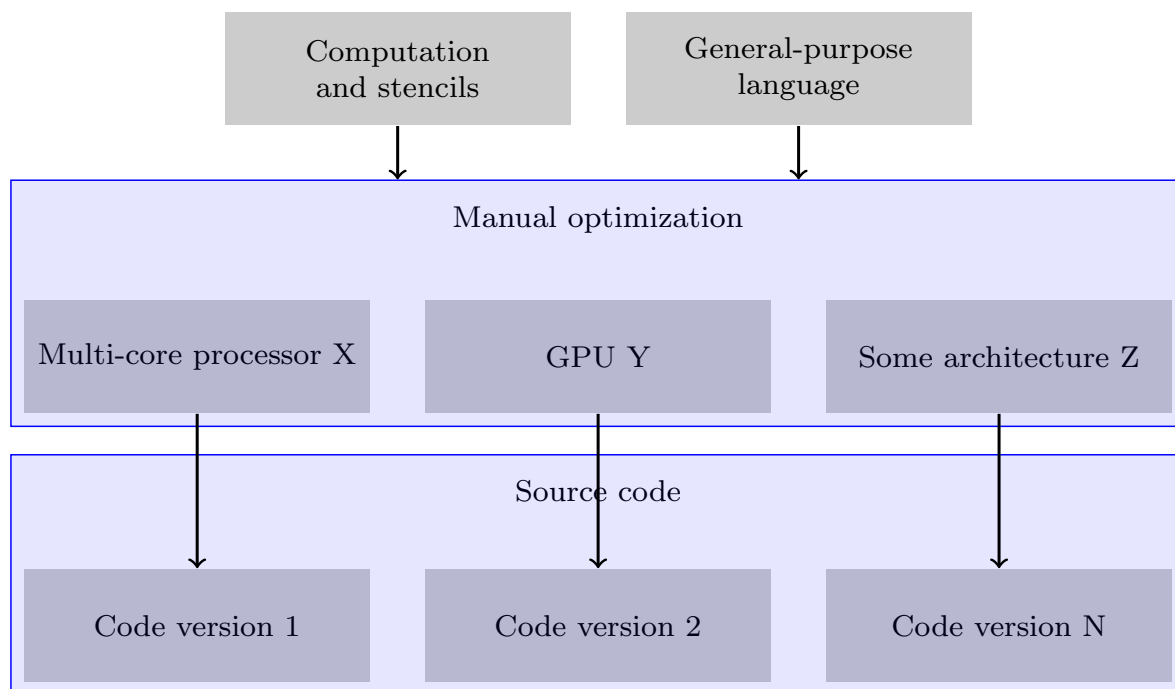 Computation
and stencils
General-purpose
language
Manual optimization
Multi-core processor X
GPU Y
Some architecture Z
Source code
Code version 1
Code version 2
Code version N